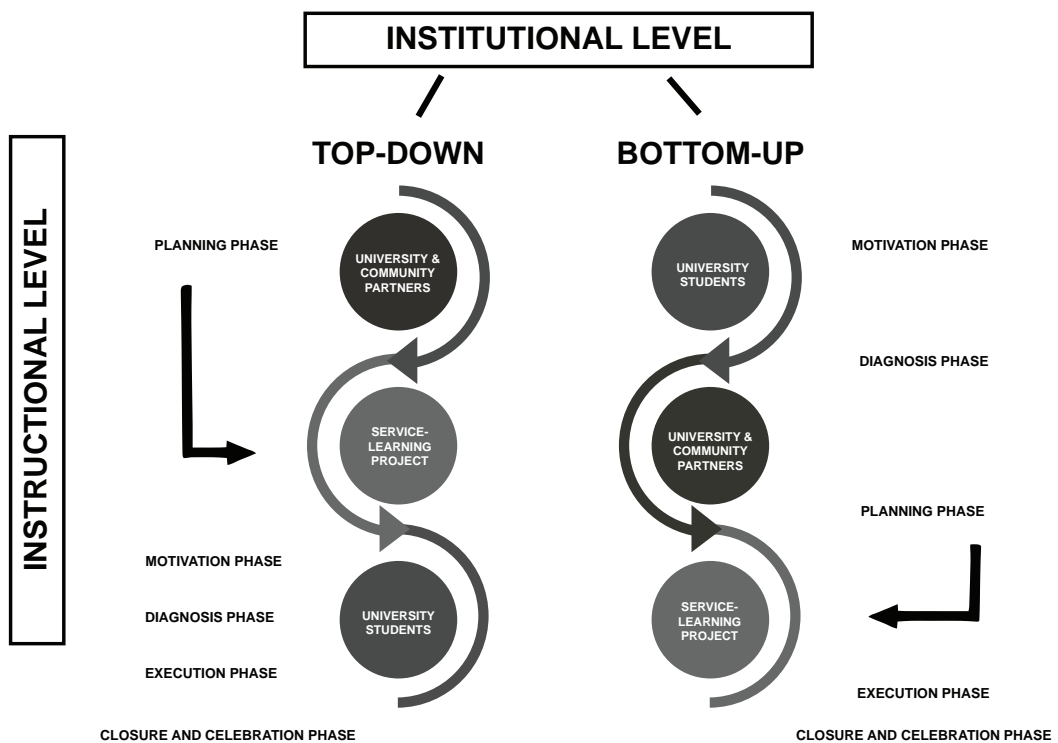 INSTITUTIONAL LEVEL
INSTRUCTIONAL LEVEL
TOP-DOWN
PLANNING PHASE
UNIVERSITY &
COMMUNITY
PARTNERS
SERVICE-
LEARNING
PROJECT
MOTIVATION PHASE
DIAGNOSIS PHASE
EXECUTION PHASE
UNIVERSITY
STUDENTS
CLOSURE AND CELEBRATION PHASE
BOTTOM-UP
UNIVERSITY
STUDENTS
MOTIVATION PHASE
DIAGNOSIS PHASE
UNIVERSITY &
COMMUNITY
PARTNERS
PLANNING PHASE
SERVICE-
LEARNING
PROJECT
EXECUTION PHASE
CLOSURE AND CELEBRATION PHASE